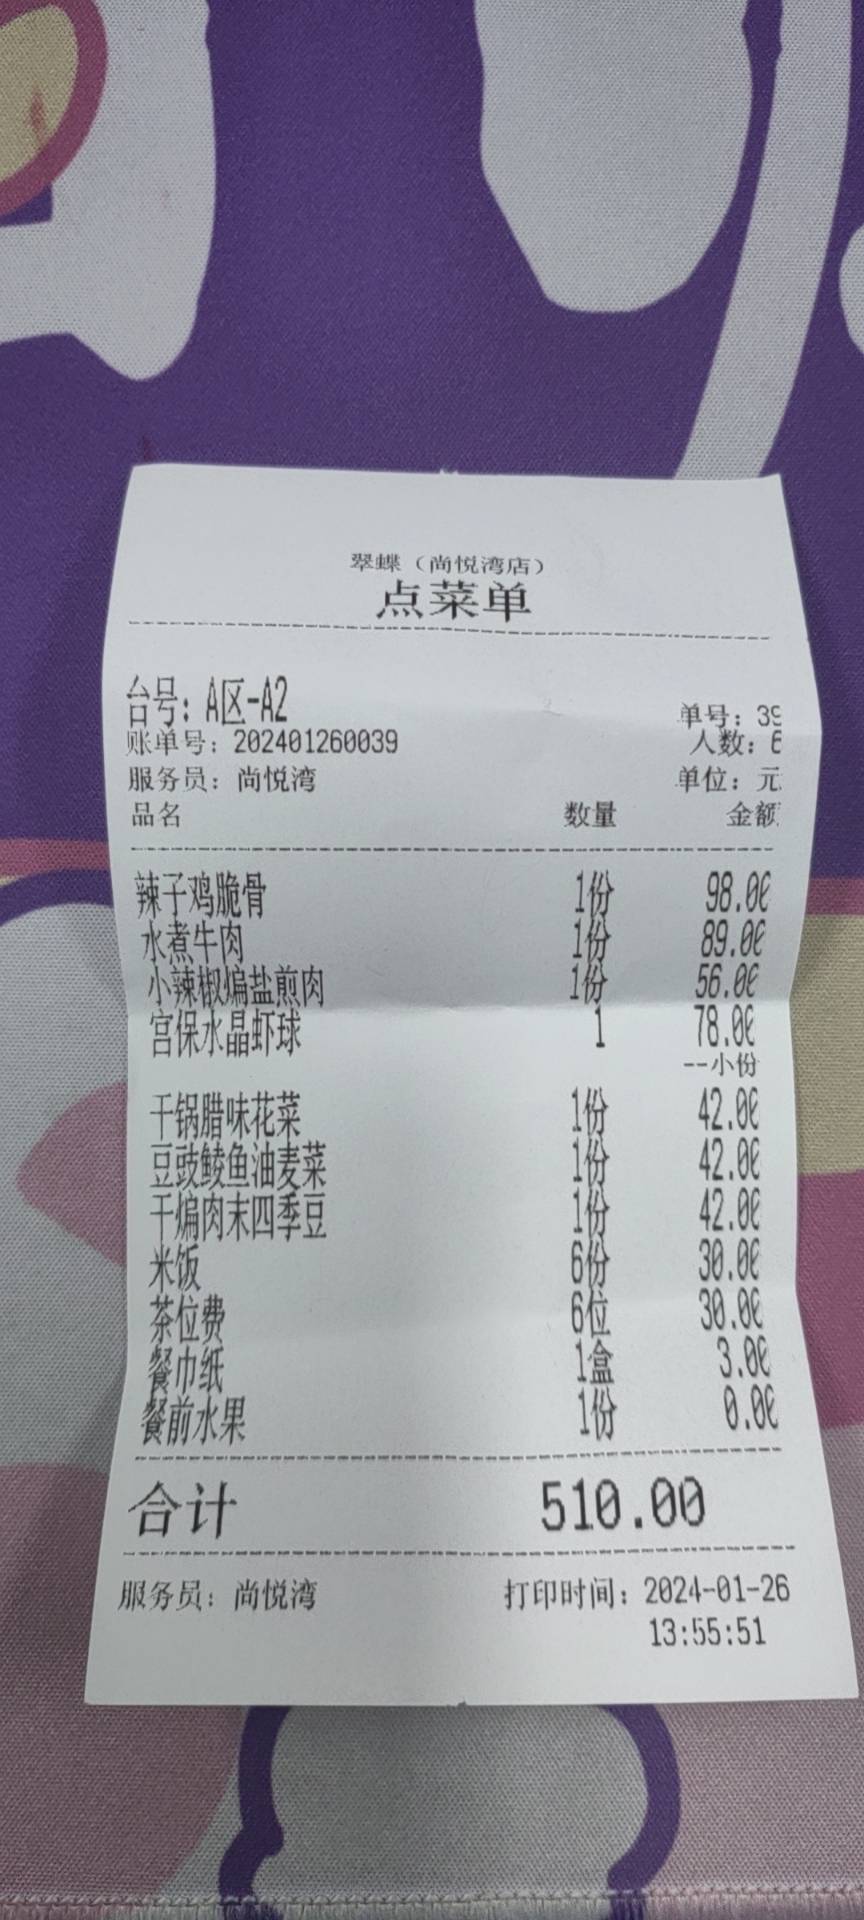 翠蝶（尚悦湾店）
点菜单
台号：A区-A2
单号：39
账单号：202401260039
人数：6
服务员：尚悦湾
单位：元
品名 数量 金额
辣子鸡脆骨 1份 98.00
水煮牛肉 1份 89.00
小辣椒煸盐煎肉 1份 56.00
宫保水晶虾球 1 78.00
--小份
干锅腊味花菜 1份 42.00
豆豉鲮鱼油麦菜 1份 42.00
干煸肉末四季豆 1份 42.00
米饭 6份 30.00
茶位费 6位 30.00
餐巾纸 1盒 3.00
餐前水果 1份 0.00
合计 510.00
服务员：尚悦湾 打印时间：2024-01-26
13:55:51